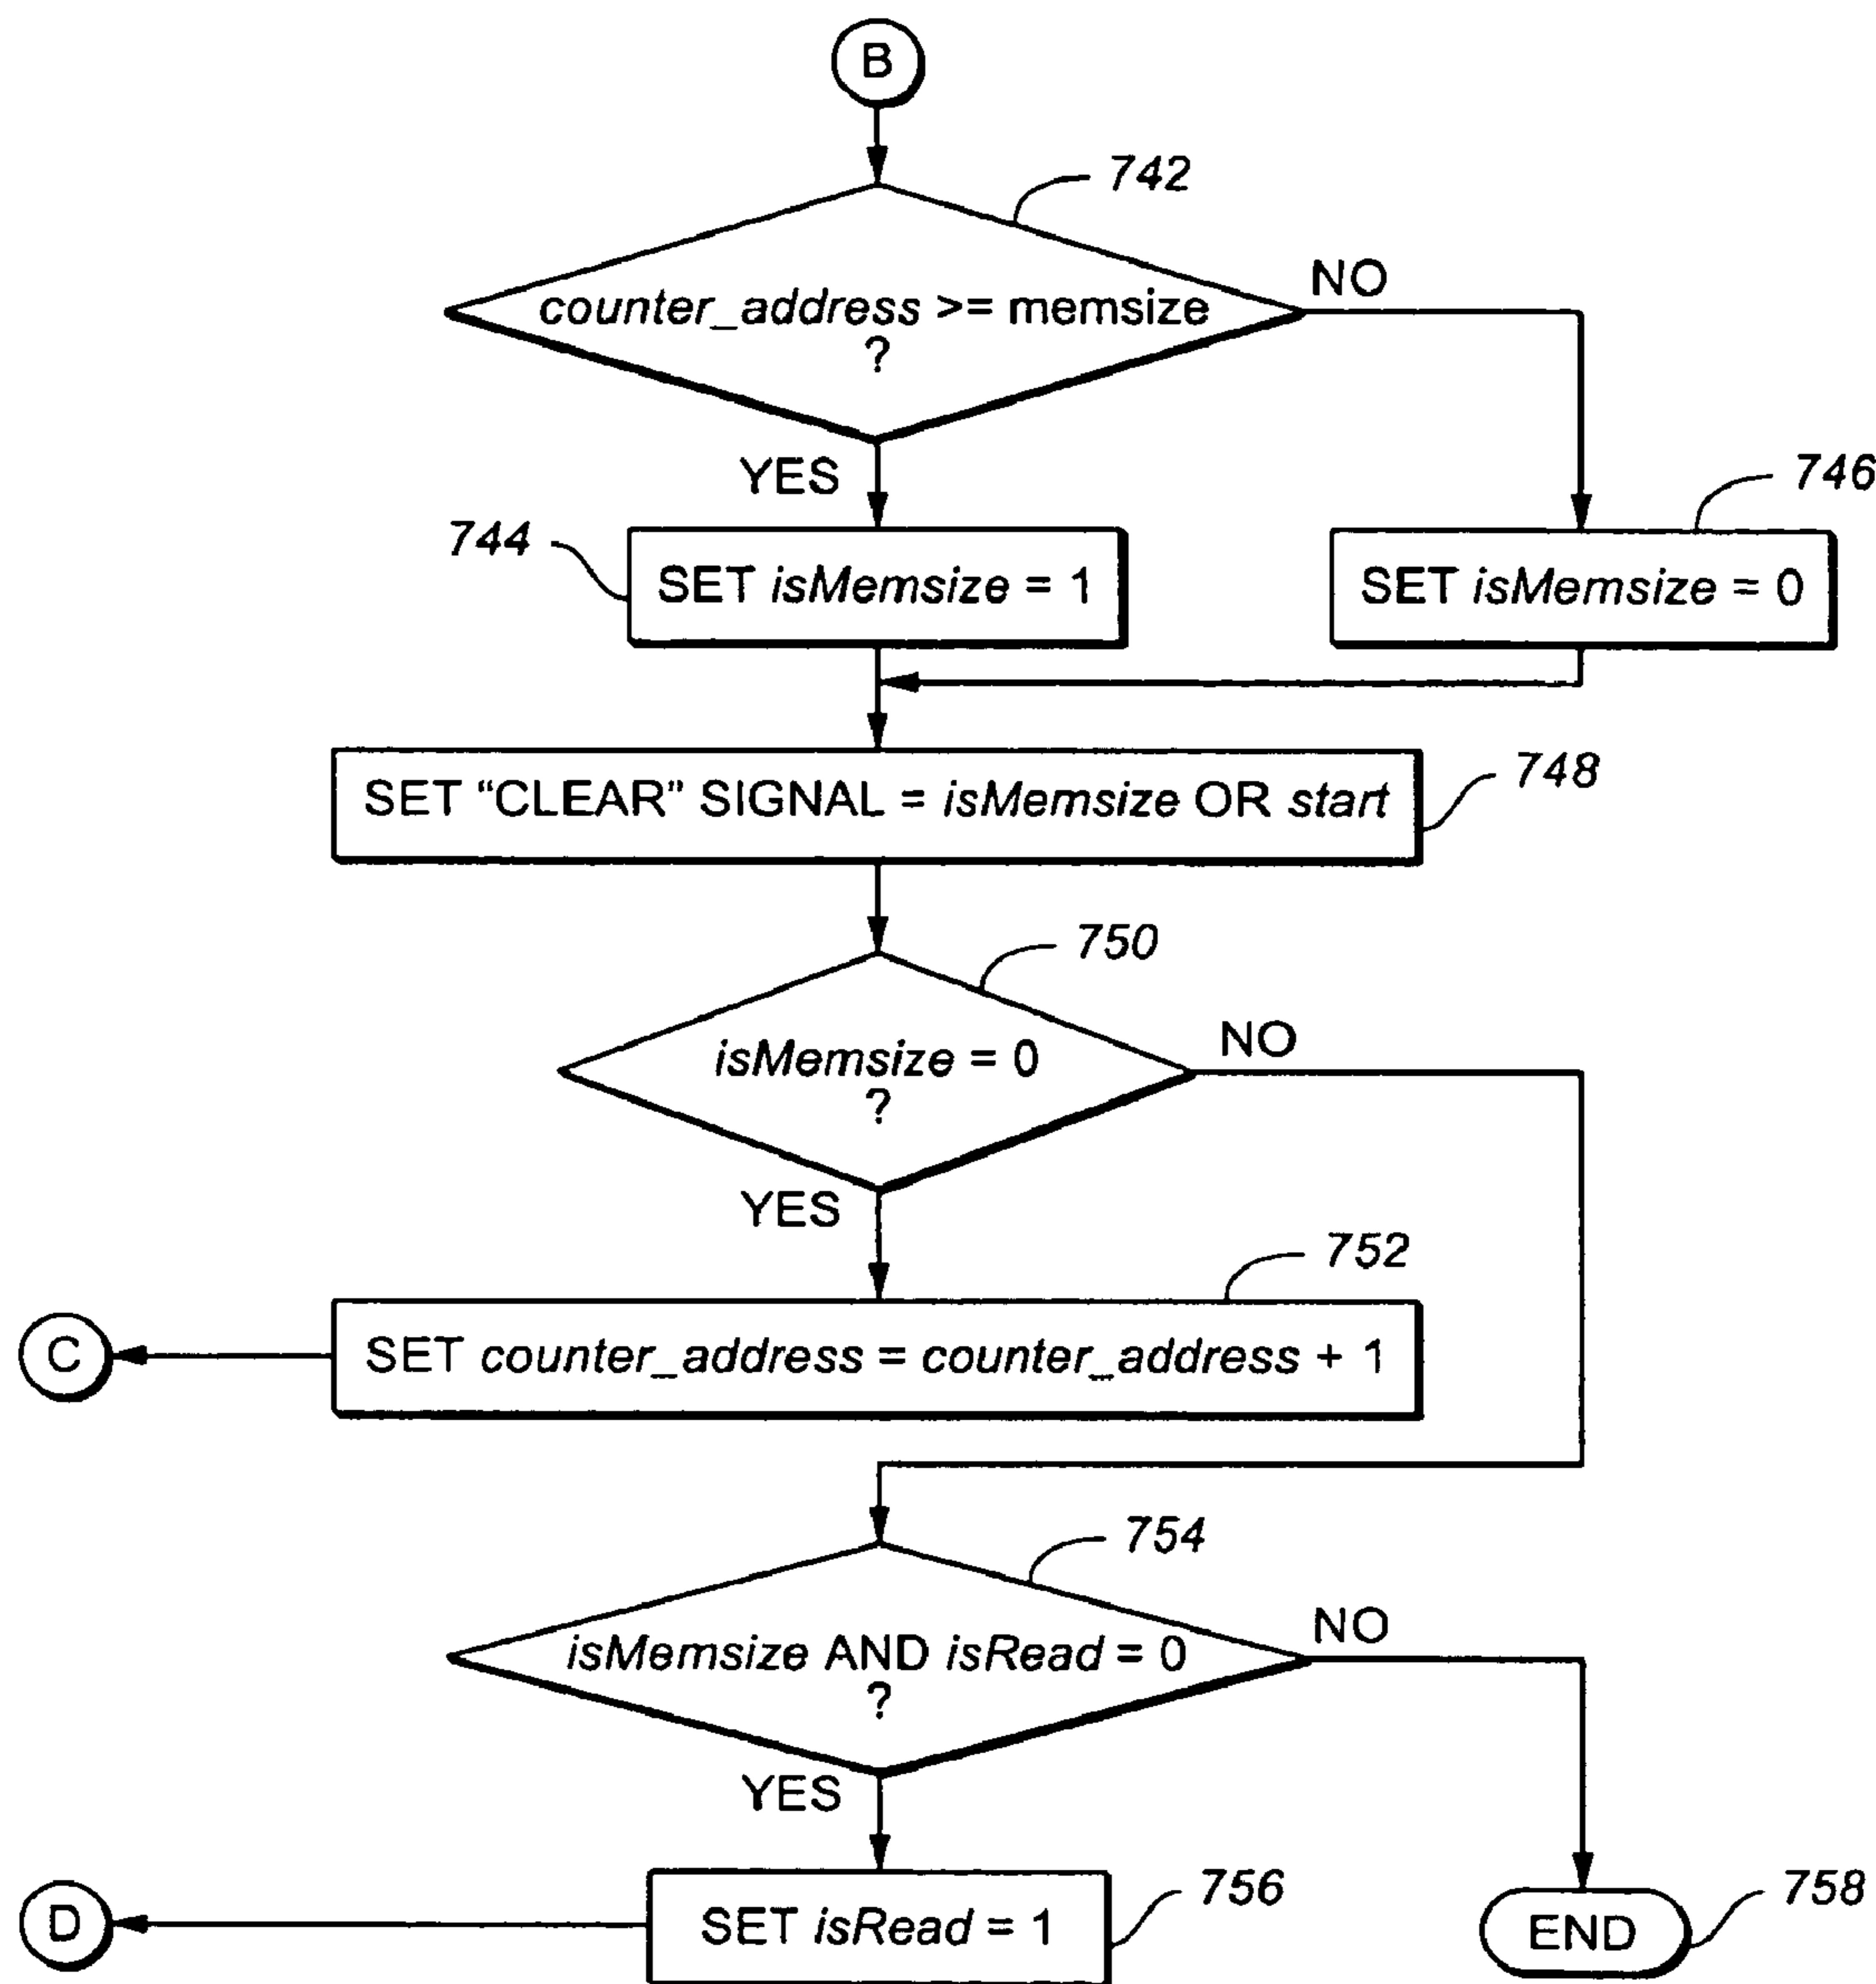 B
742
counter_address >= memsize
?
NO
YES
744
SET isMemsize = 1
746
SET isMemsize = 0
SET “CLEAR” SIGNAL = isMemsize OR start
748
750
isMemsize = 0
?
NO
YES
752
C
SET counter_address = counter_address + 1
754
isMemsize AND isRead = 0
?
NO
YES
D
SET isRead = 1
756
END
758